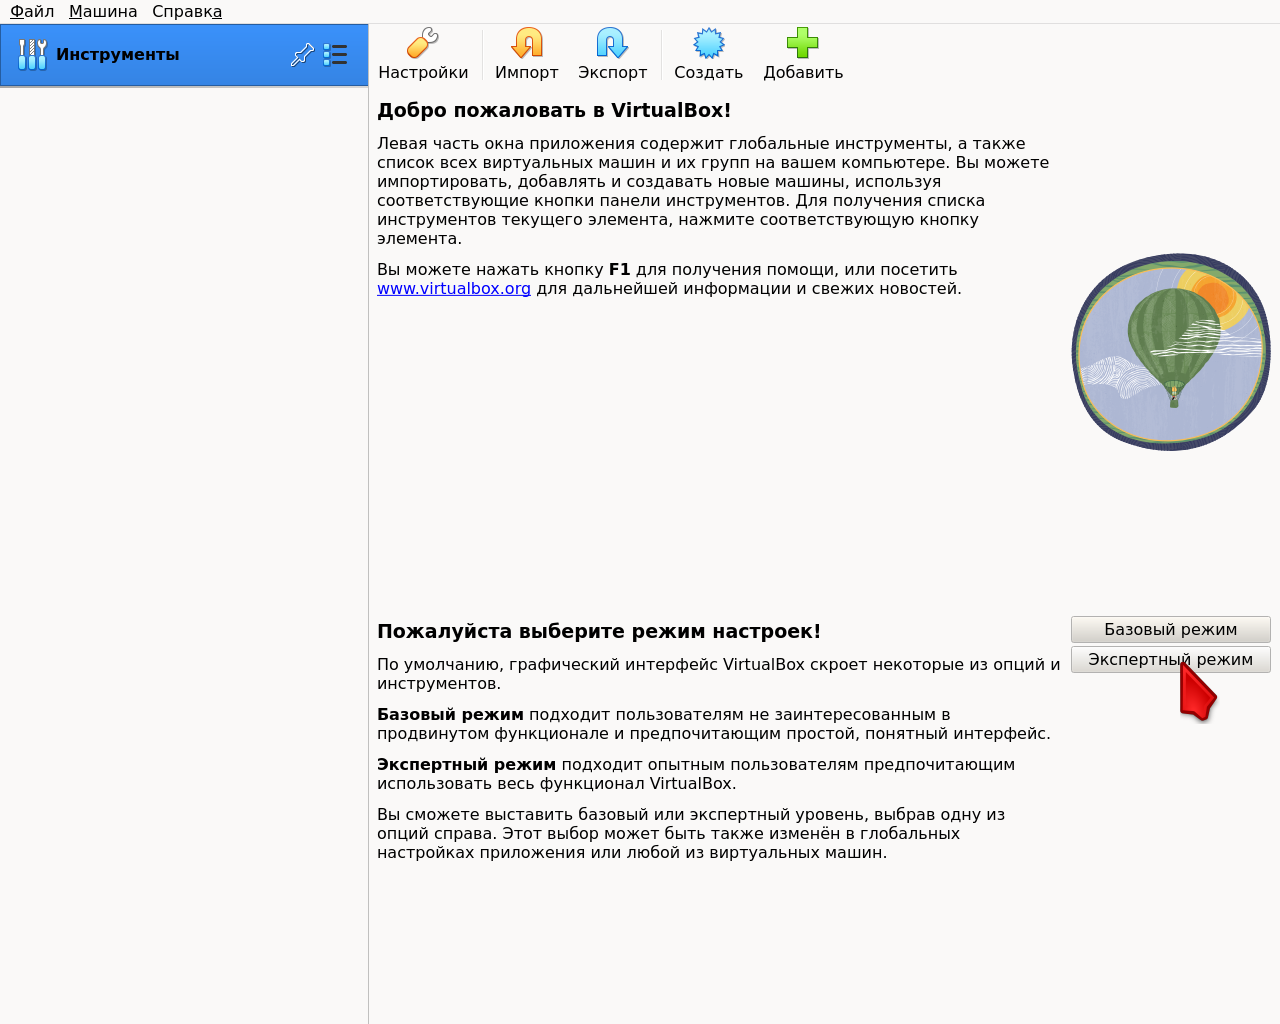 Файл Машина Справка
Инструменты
Настройки Импорт Экспорт Создать Добавить
Добро пожаловать в VirtualBox!
Левая часть окна приложения содержит глобальные инструменты, а также
список всех виртуальных машин и их групп на вашем компьютере. Вы можете
импортировать, добавлять и создавать новые машины, используя
соответствующие кнопки панели инструментов. Для получения списка
инструментов текущего элемента, нажмите соответствующую кнопку
элемента.
Вы можете нажать кнопку F1 для получения помощи, или посетить
www.virtualbox.org для дальнейшей информации и свежих новостей.
Пожалуйста выберите режим настроек!
По умолчанию, графический интерфейс VirtualBox скроет некоторые из опций и
инструментов.
Базовый режим подходит пользователям не заинтересованным в
продвинутом функционале и предпочитающим простой, понятный интерфейс.
Экспертный режим подходит опытным пользователям предпочитающим
использовать весь функционал VirtualBox.
Вы сможете выставить базовый или экспертный уровень, выбрав одну из
опций справа. Этот выбор может быть также изменён в глобальных
настройках приложения или любой из виртуальных машин.
Базовый режим
Экспертный режим